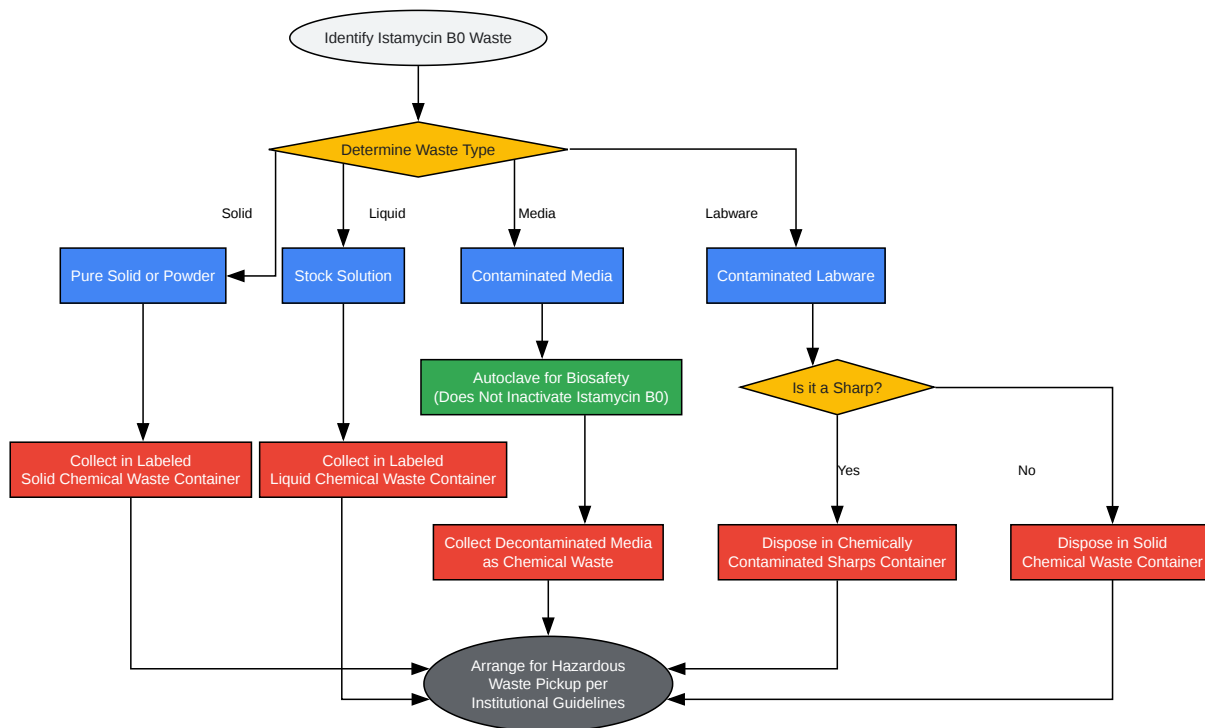 Identify Istamycin B0 Waste
Determine Waste Type
Solid
Liquid
Media
Labware
Pure Solid or Powder
Stock Solution
Contaminated Media
Contaminated Labware
Autoclave for Biosafety
(Does Not Inactivate Istamycin B0)
Is it a Sharp?
Collect in Labeled
Solid Chemical Waste Container
Collect in Labeled
Liquid Chemical Waste Container
Yes
No
Collect Decontaminated Media
as Chemical Waste
Dispose in Chemically
Contaminated Sharps Container
Dispose in Solid
Chemical Waste Container
Arrange for Hazardous
Waste Pickup per
Institutional Guidelines